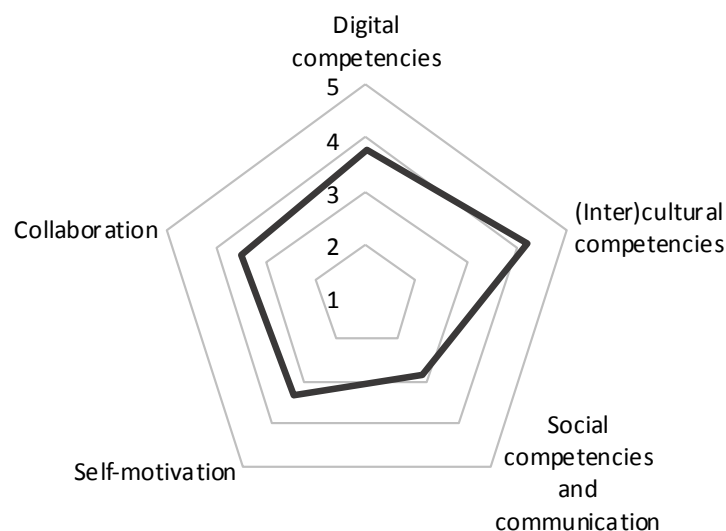 Digital
competencies
5
4
3
2
1
(Inter)cultural
competencies
Social
competencies
and
communication
Self-motivation
Collaboration